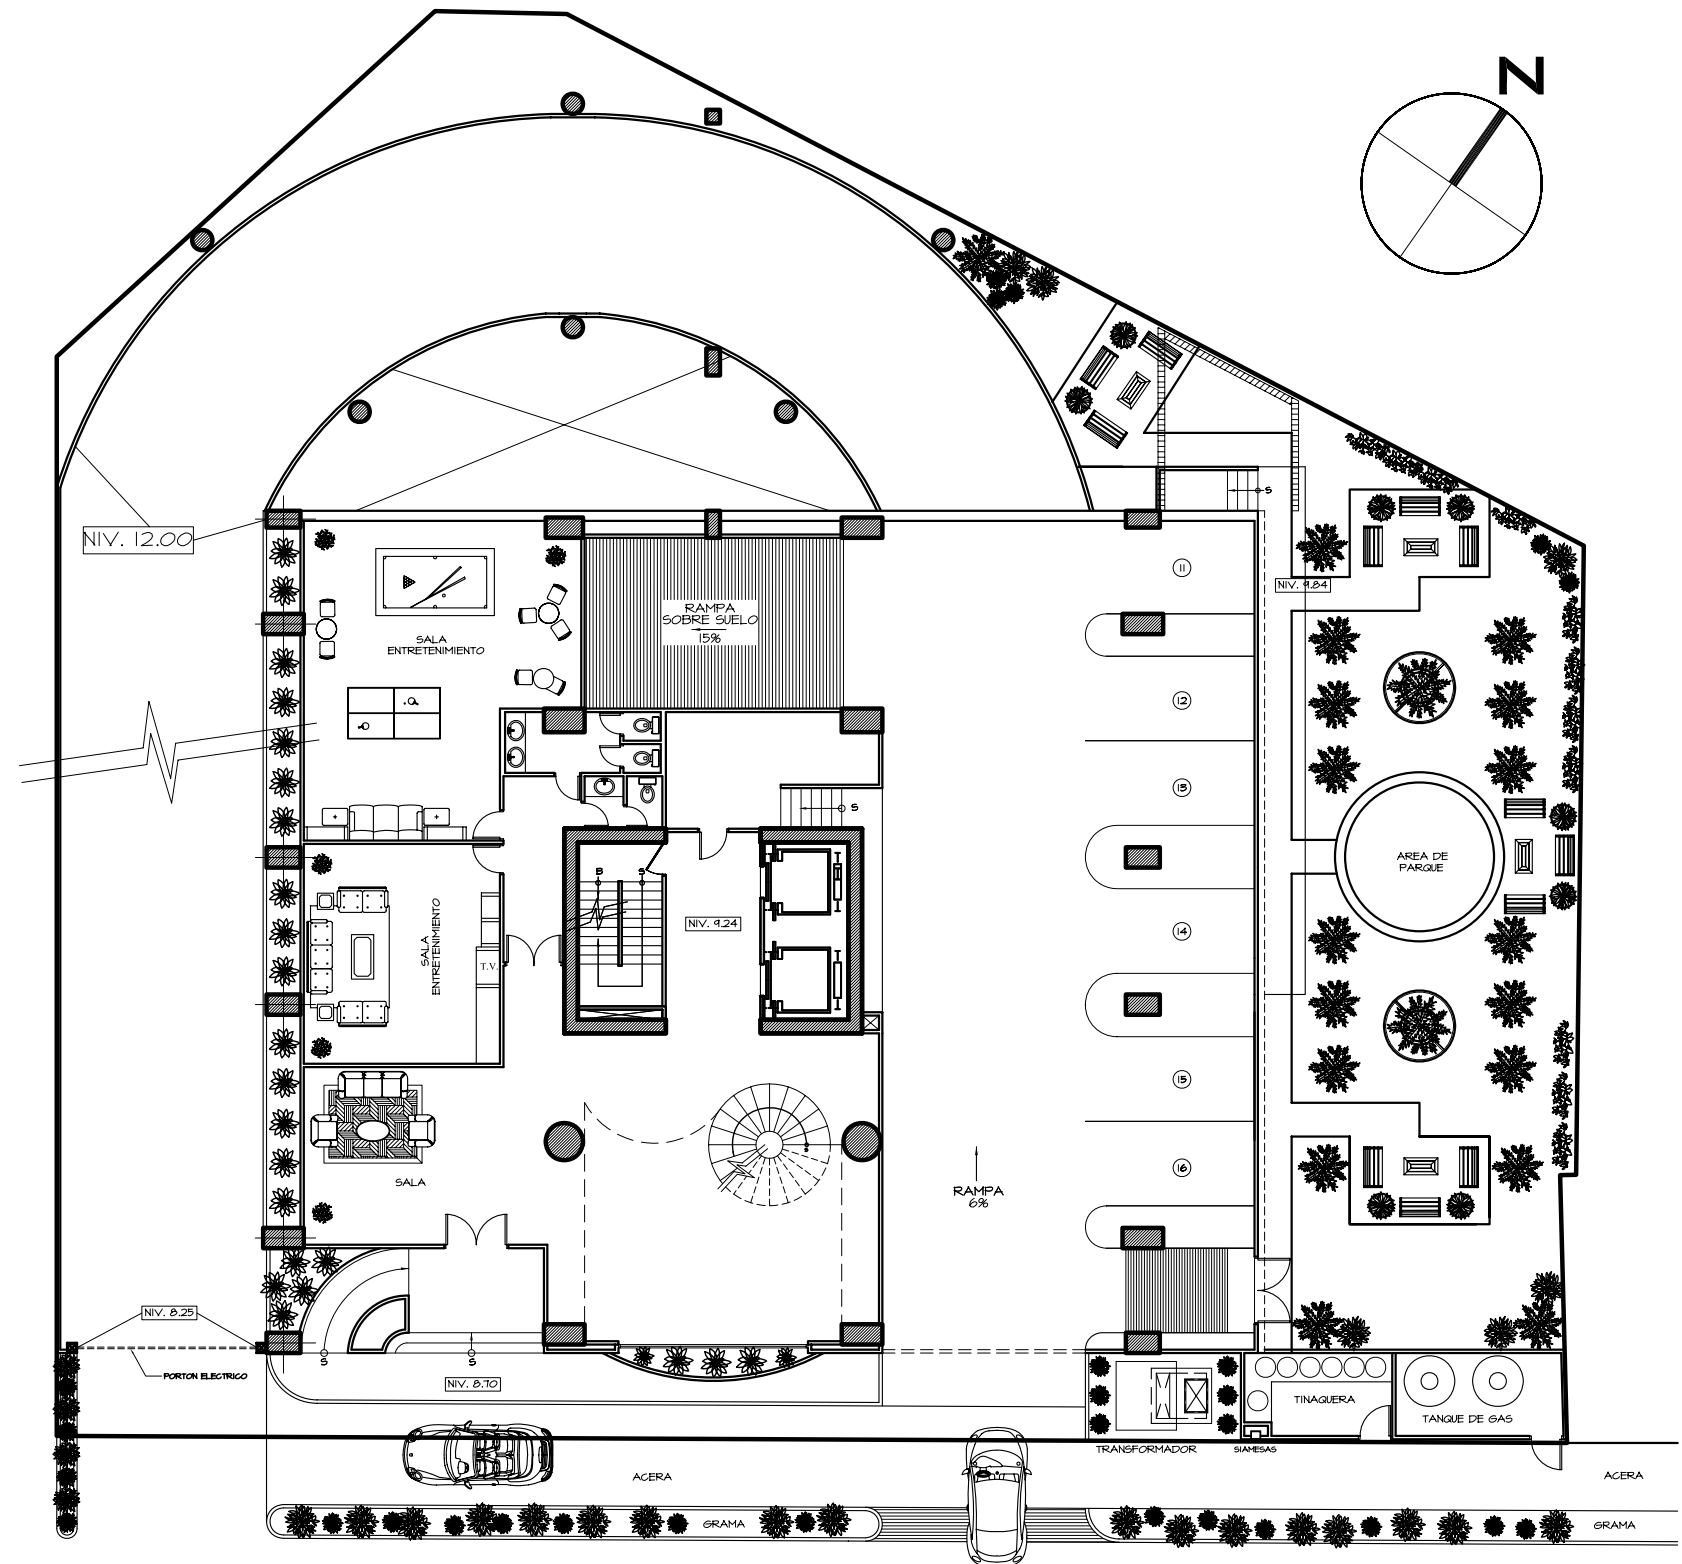 N
NIV. 12.00
S
11
NIV. 9.84
RAMPA
SOBRE SUELO
15%
SALA
ENTRETENIMIENTO
12
13
S
AREA DE
PARQUE
B
S
NIV. 9.24
14
SALA
ENTRETENIMIENTO
T.V.
15
S
16
SALA
RAMPA
6%
NIV. 8.25
S
S
PORTON ELECTRICO
NIV. 8.70
TINAQUERA
TANQUE DE GAS
TRANSFORMADOR
SIAMESAS
ACERA
ACERA
GRAMA
GRAMA